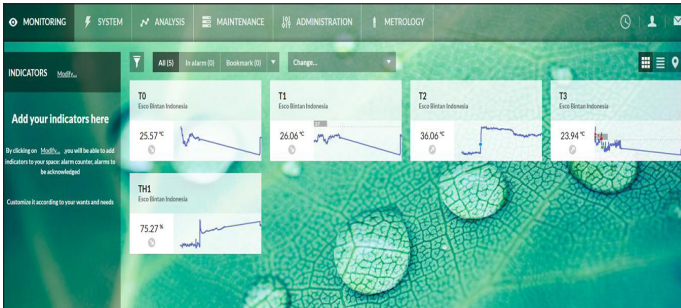 MONITORING
SYSTEM
ANALYSIS
MAINTENANCE
ADMINISTRATION
METROLOGY
INDICATORS Modify...
All (5) In alarm (0) Bookmark (0) Change...
Add your indicators here
By clicking on Modify... ,you will be able to add
indicators to your space: alarm counter, alarms to
be acknowledged
Customize it according to your wants and needs
T0
Esco Bintan Indonesia
25.57 °C
T1
Esco Bintan Indonesia
26.06 °C
T2
Esco Bintan Indonesia
36.06 °C
T3
Esco Bintan Indonesia
23.94 °C
TH1
Esco Bintan Indonesia
75.27 %